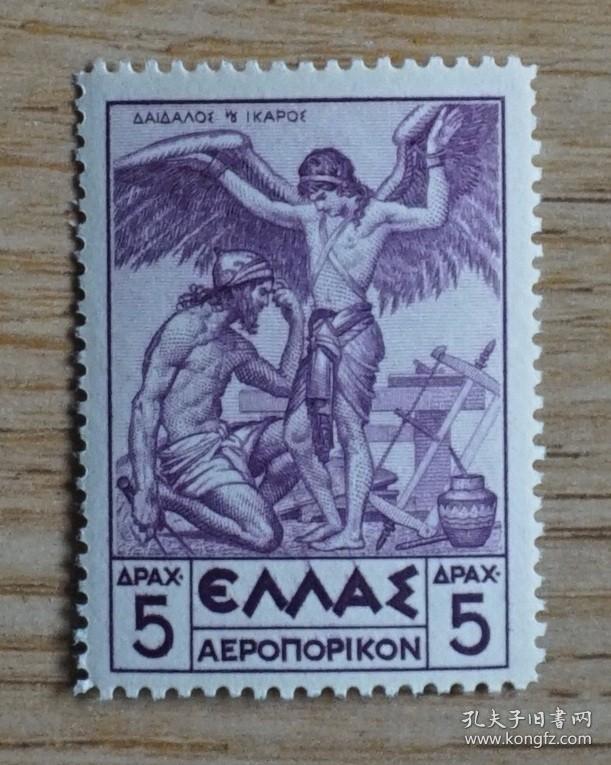 ΔΑΙΔΑΛΟΣ ϗ ΙΚΑΡΟΣ
ΔΡΑΧ· ΕΛΛΑΣ ΔΡΑΧ·
5 ΑΕΡΟΠΟΡΙΚΟΝ 5
孔夫子旧书网
www.kongfz.com